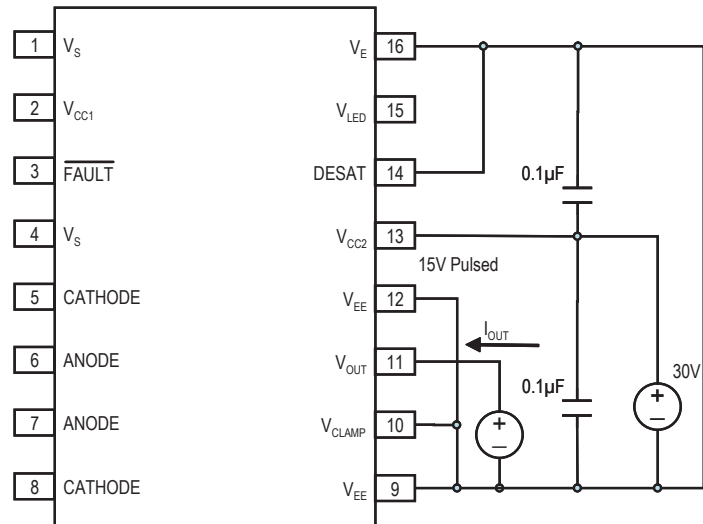 1 V_S
2 V_CC1
3 FAULT
4 V_S
5 CATHODE
6 ANODE
7 ANODE
8 CATHODE
V_E 16
V_LED 15
DESAT 14
V_CC2 13
V_EE 12
V_OUT 11
V_CLAMP 10
V_EE 9
0.1µF
15V Pulsed
I_OUT
0.1µF
30V
+
–
+
–